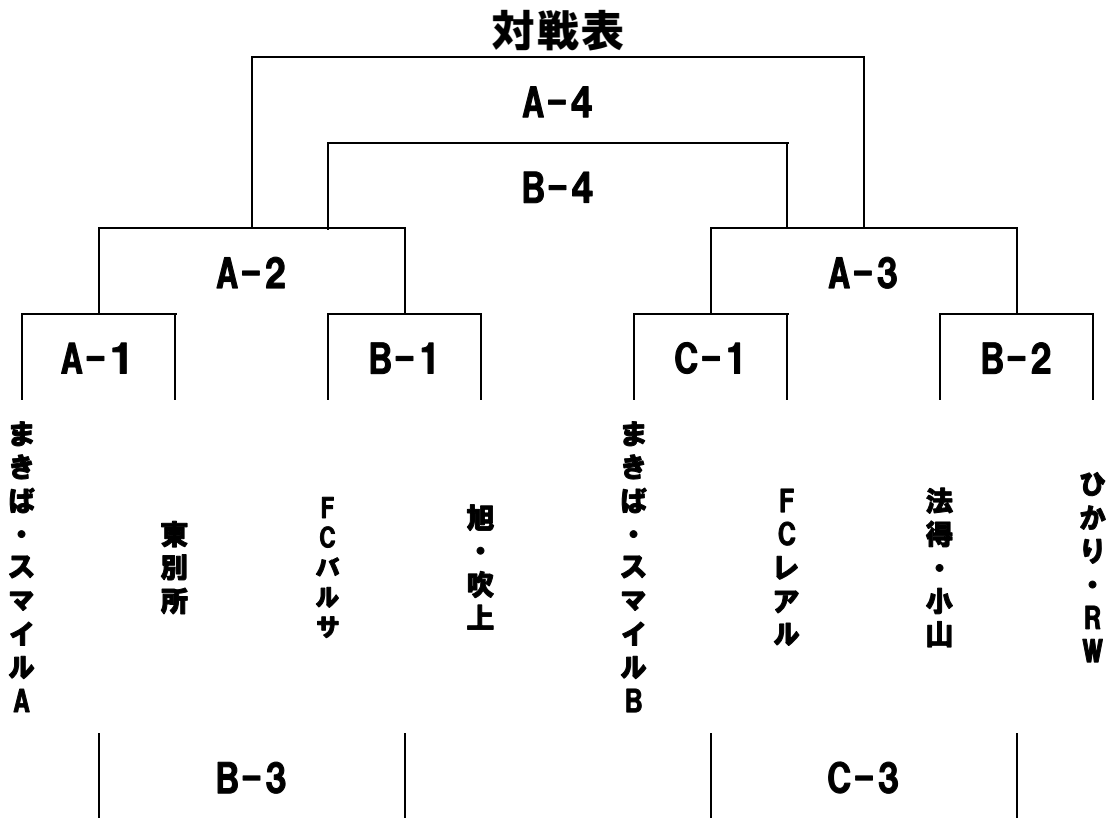 対戦表
A-4
B-4
A-2
A-3
A-1
B-1
C-1
B-2
まきば・スマイルA
東別所
FCバルサ
旭・吹上
まきば・スマイルB
FCレアル
法得・小山
ひかり・RW
B-3
C-3